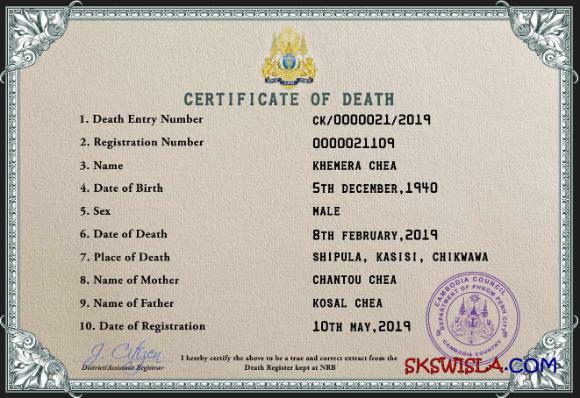 CERTIFICATE OF DEATH
1. Death Entry Number CK/0000021/2019
2. Registration Number 0000021109
3. Name KHEMERA CHEA
4. Date of Birth 5TH DECEMBER,1940
5. Sex MALE
6. Date of Death 8TH FEBRUARY,2019
7. Place of Death SHIPULA, KASISI, CHIKWAWA
8. Name of Mother CHANTOU CHEA
9. Name of Father KOSAL CHEA
10. Date of Registration 10TH MAY,2019
CAMBODIA COUNCIL
DEPARTMENT OF PHNOM PENH CITY
CAMBODIA COUNTRY
J. Citizen
District/Assistant Registrar
I hereby certify the above to be a true and correct extract from the
Death Register kept at NRB
SKSWISLA.COM